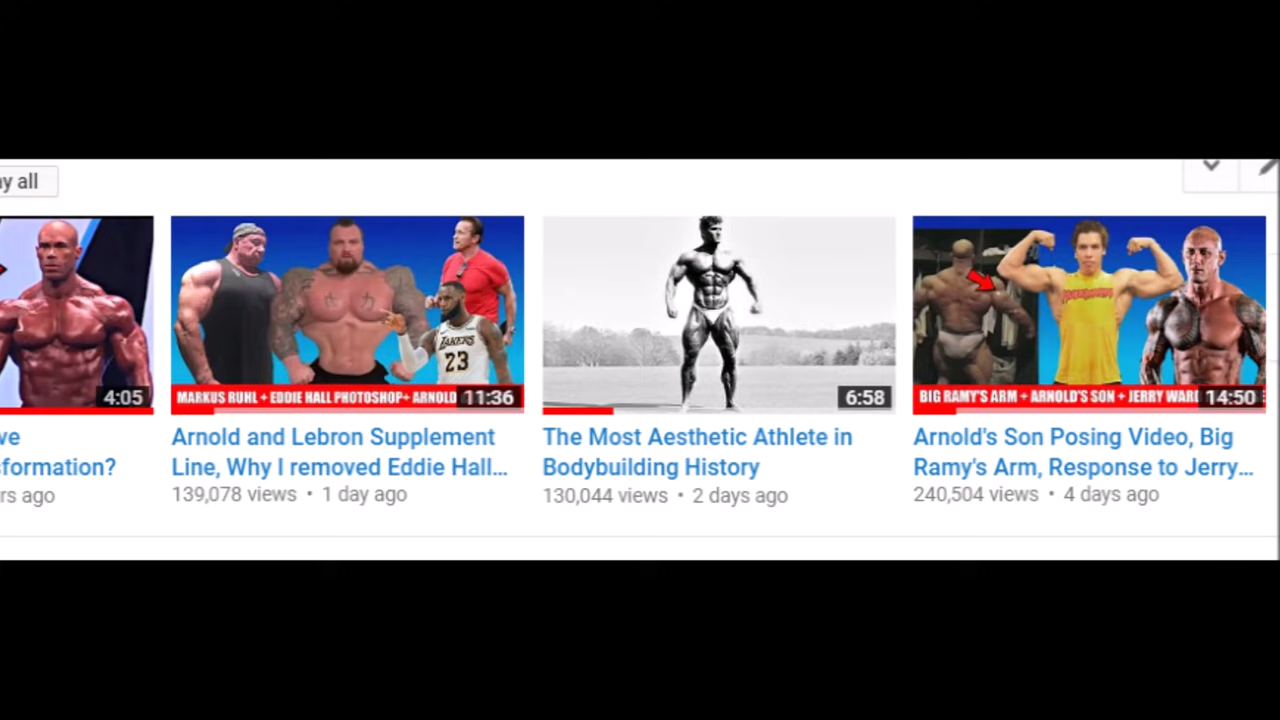 ay all
4:05
MARKUS RUHL + EDDIE HALL PHOTOSHOP+ ARNOLD
11:36
LAKERS
23
6:58
BIG RAMY'S ARM + ARNOLD'S SON + JERRY WARD
14:50
ve
sformation?
rs ago
Arnold and Lebron Supplement
Line, Why I removed Eddie Hall...
139,078 views • 1 day ago
The Most Aesthetic Athlete in
Bodybuilding History
130,044 views • 2 days ago
Arnold's Son Posing Video, Big
Ramy's Arm, Response to Jerry...
240,504 views • 4 days ago